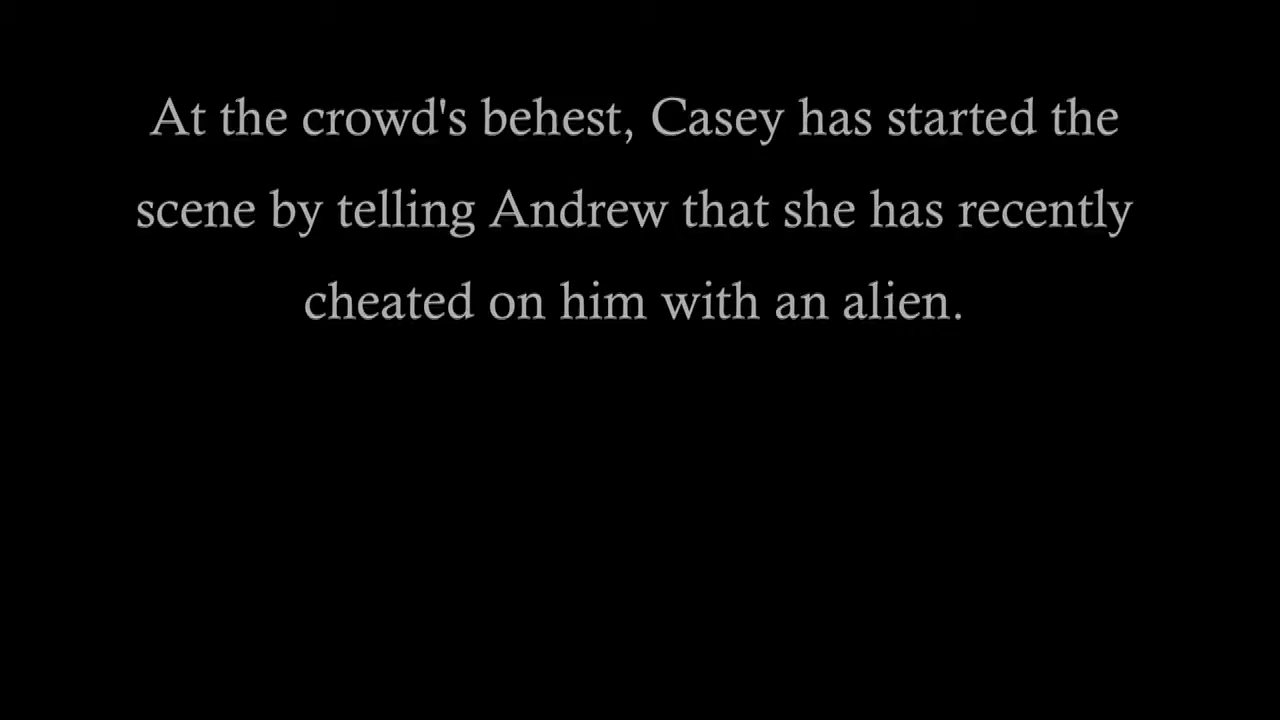 At the crowd's behest, Casey has started the
scene by telling Andrew that she has recently
cheated on him with an alien.